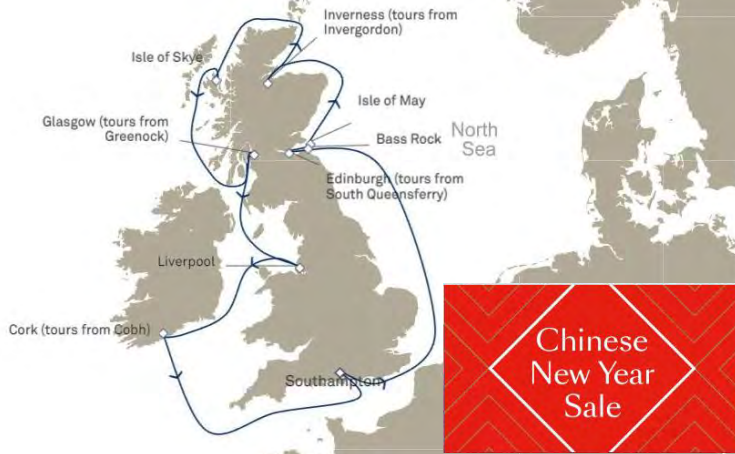 Inverness (tours from
Invergordon)
Isle of Skye
Isle of May
Glasgow (tours from
Greenock)
Bass Rock
North
Sea
Edinburgh (tours from
South Queensferry)
Liverpool
Cork (tours from Cobh)
Southampton
Chinese
New Year
Sale